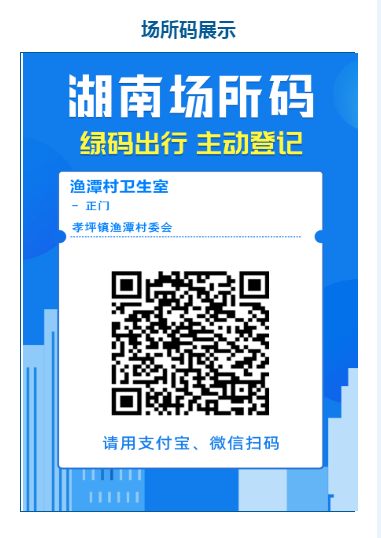 场所码展示
湖南场所码
绿码出行 主动登记
渔潭村卫生室
- 正门
孝坪镇渔潭村委会
请用支付宝、微信扫码